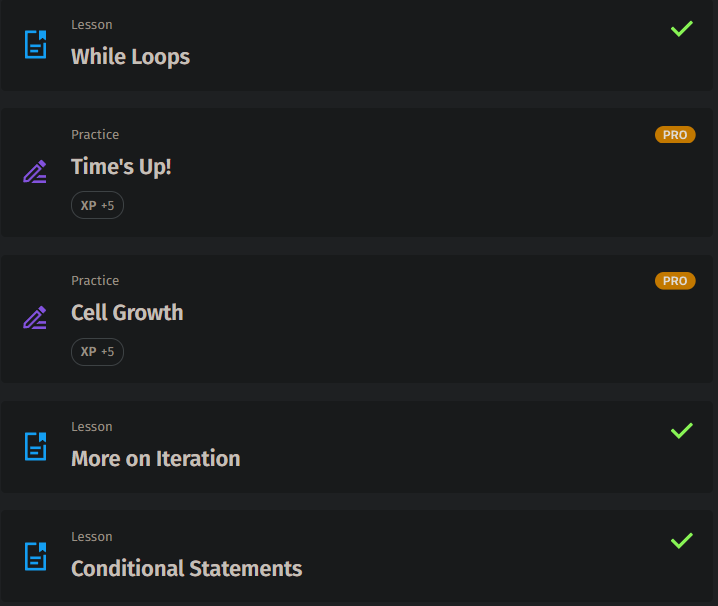 Lesson
While Loops
Practice
PRO
Time's Up!
XP +5
Practice
PRO
Cell Growth
XP +5
Lesson
More on Iteration
Lesson
Conditional Statements